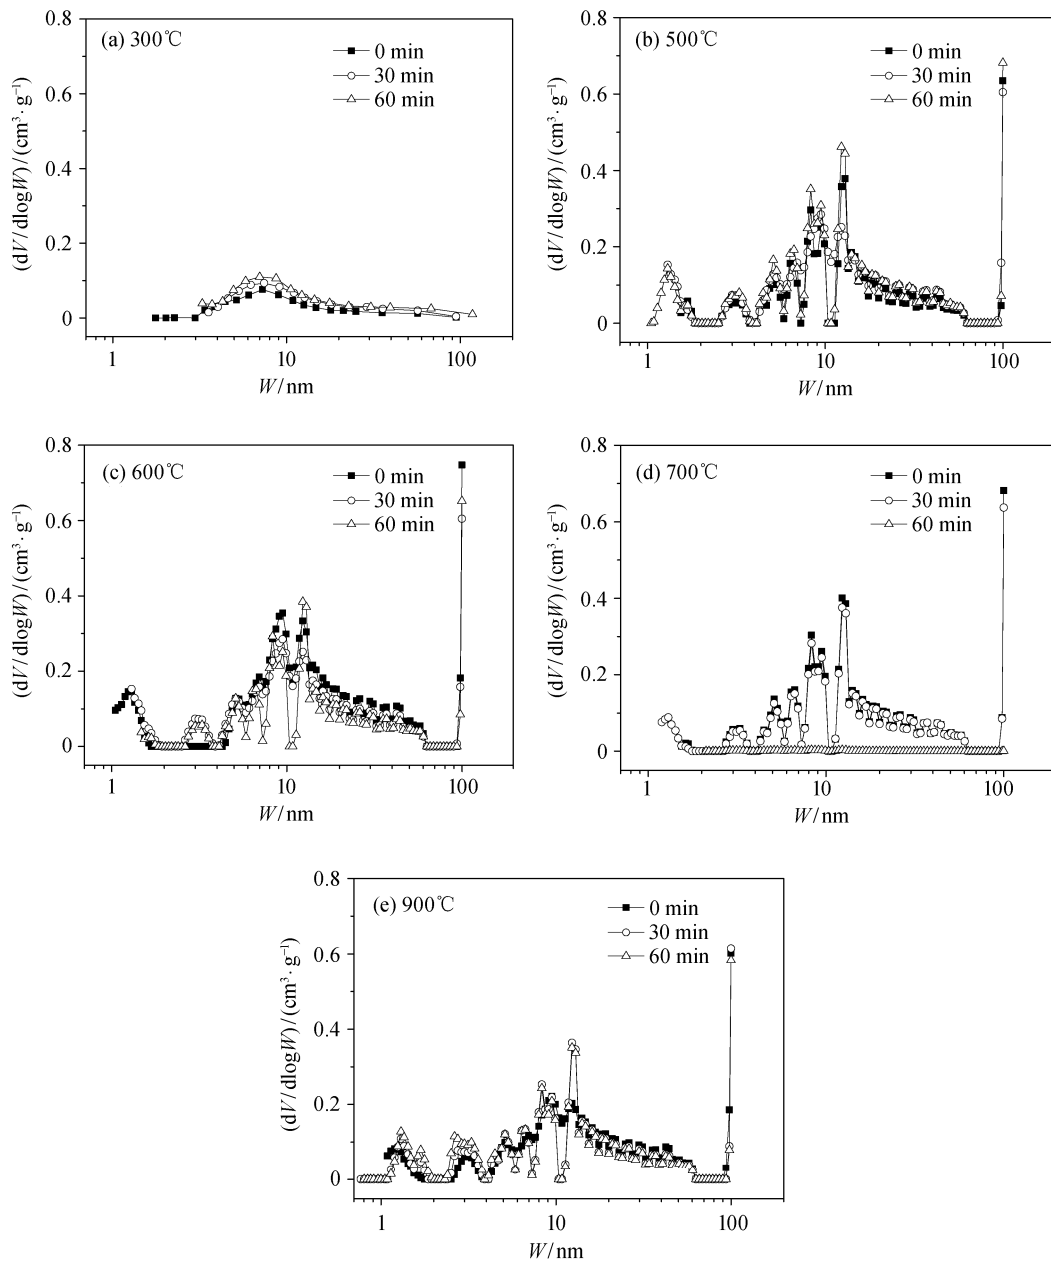 (a) 300℃
0 min
30 min
60 min
0.8
0.6
0.4
0.2
0
1
10
100
W/nm
(dV/dlogW)/(cm³·g⁻¹)
(b) 500℃
0 min
30 min
60 min
0.8
0.6
0.4
0.2
0
1
10
100
W/nm
(dV/dlogW)/(cm³·g⁻¹)
(c) 600℃
0 min
30 min
60 min
0.8
0.6
0.4
0.2
0
1
10
100
W/nm
(dV/dlogW)/(cm³·g⁻¹)
(d) 700℃
0 min
30 min
60 min
0.8
0.6
0.4
0.2
0
1
10
100
W/nm
(dV/dlogW)/(cm³·g⁻¹)
(e) 900℃
0 min
30 min
60 min
0.8
0.6
0.4
0.2
0
1
10
100
W/nm
(dV/dlogW)/(cm³·g⁻¹)